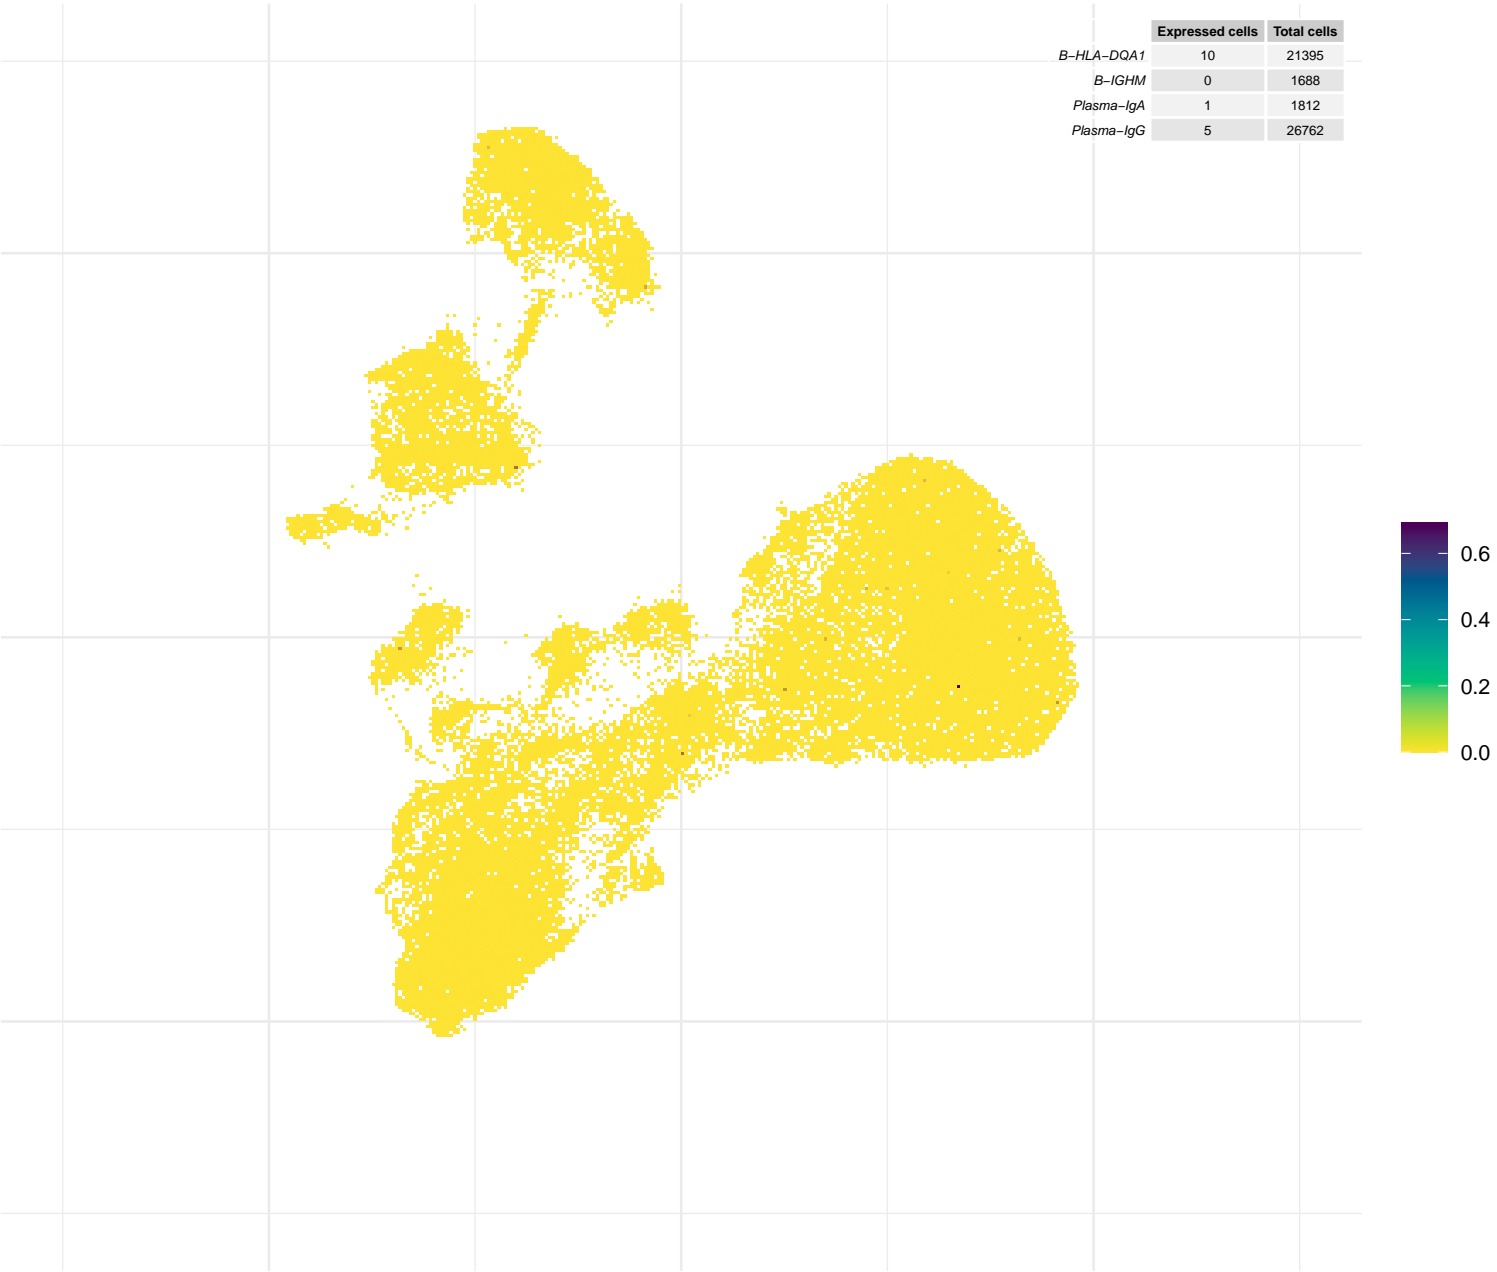 Expressed cells Total cells
B−HLA−DQA1 10 21395
B−IGHM 0 1688
Plasma−IgA 1 1812
Plasma−IgG 5 26762
0.6
0.4
0.2
0.0